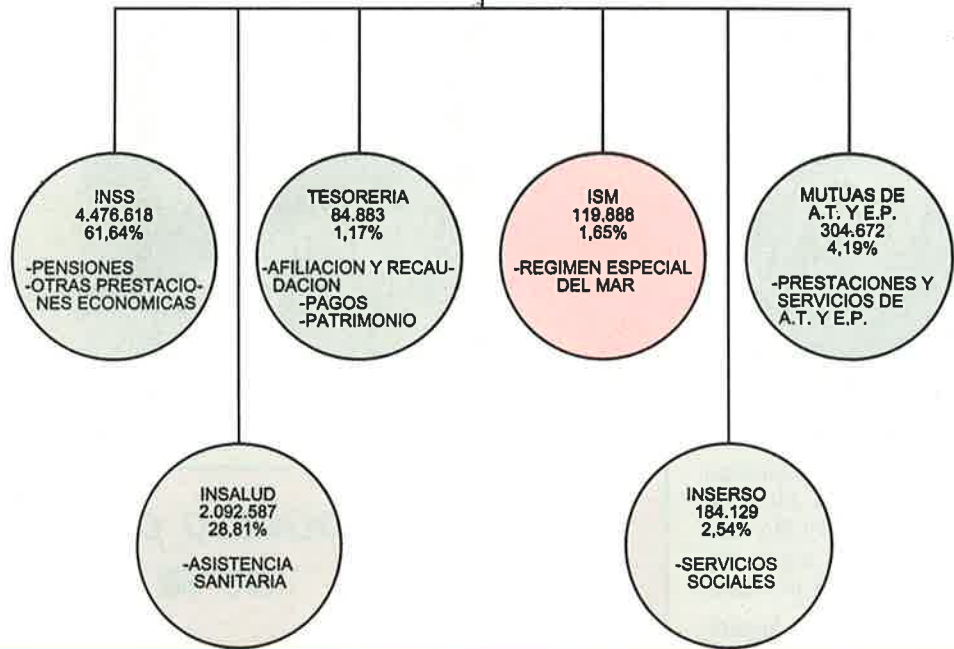 INSS
4.476.618
61,64%
-PENSIONES
-OTRAS PRESTACIO-
NES ECONOMICAS
TESORERIA
84.883
1,17%
-AFILIACION Y RECAU-
DACION
-PAGOS
-PATRIMONIO
ISM
119.888
1,65%
-REGIMEN ESPECIAL
DEL MAR
MUTUAS DE
A.T. Y E.P.
304.672
4,19%
-PRESTACIONES Y
SERVICIOS DE
A.T. Y E.P.
INSALUD
2.092.587
28,81%
-ASISTENCIA
SANITARIA
INSERSO
184.129
2,54%
-SERVICIOS
SOCIALES